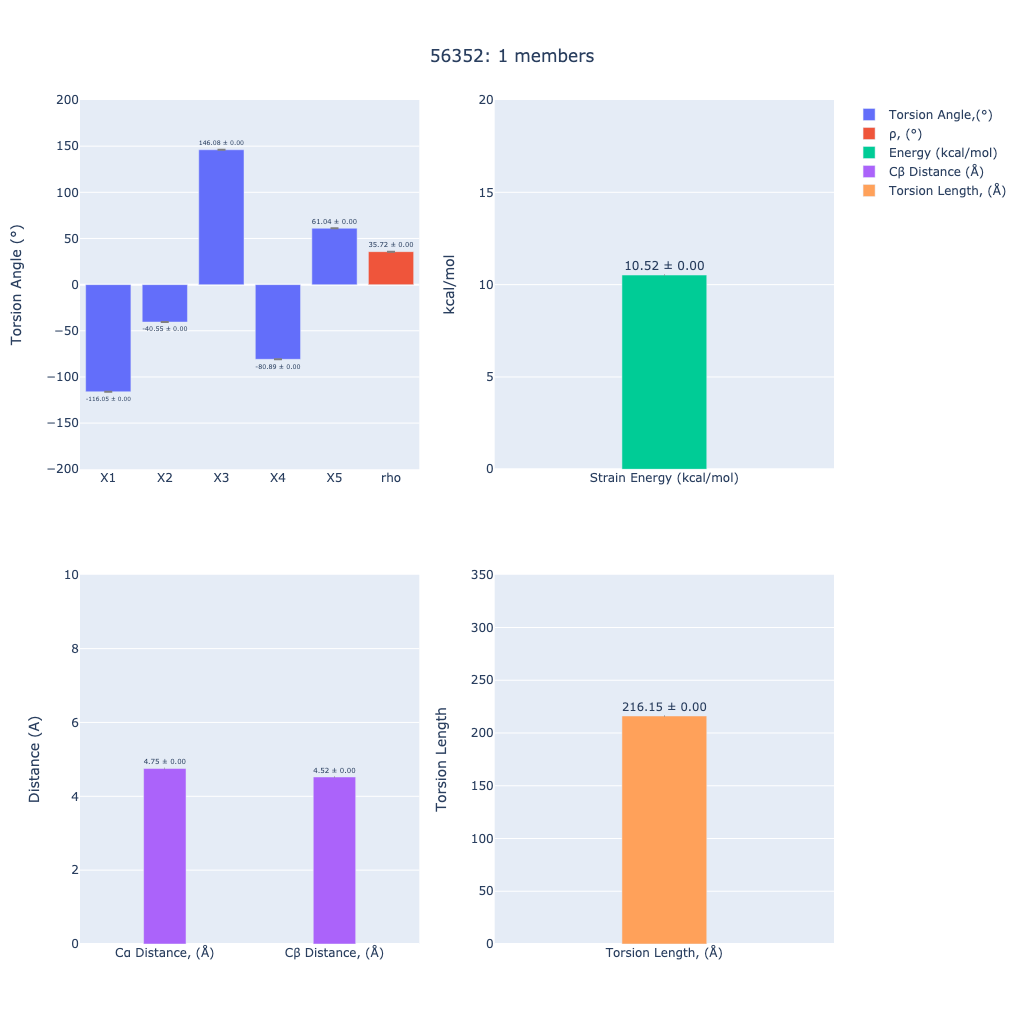 56352: 1 members
Torsion Angle (°)
200
150
100
50
0
−50
−100
−150
−200
-116.05 ± 0.00
-40.55 ± 0.00
146.08 ± 0.00
-80.89 ± 0.00
61.04 ± 0.00
35.72 ± 0.00
X1 X2 X3 X4 X5 rho
kcal/mol
20
15
10
5
0
10.52 ± 0.00
Strain Energy (kcal/mol)
Torsion Angle,(°)
ρ, (°)
Energy (kcal/mol)
Cβ Distance (Å)
Torsion Length, (Å)
Distance (A)
10
8
6
4
2
0
4.75 ± 0.00
4.52 ± 0.00
Cα Distance, (Å) Cβ Distance, (Å)
Torsion Length
350
300
250
200
150
100
50
0
216.15 ± 0.00
Torsion Length, (Å)